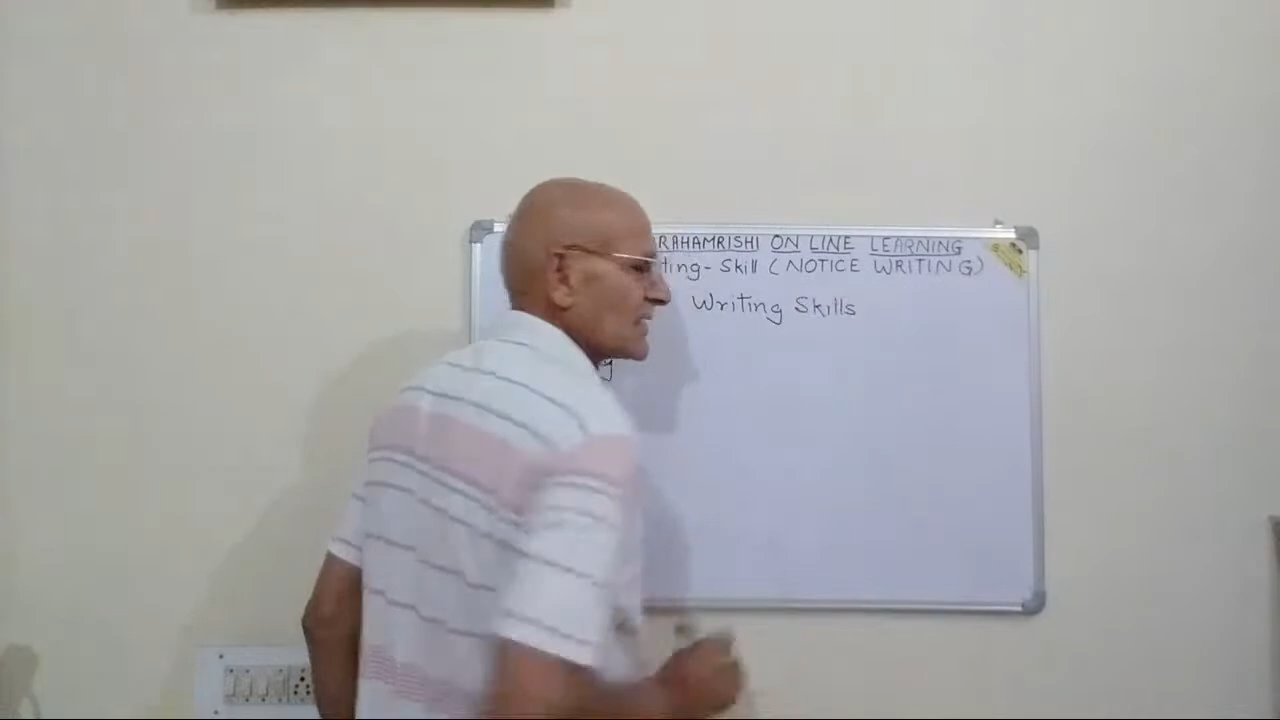 RAHAMRISHI ON LINE LEARNING
ting-Skill (NOTICE WRITING)
Writing Skills
g